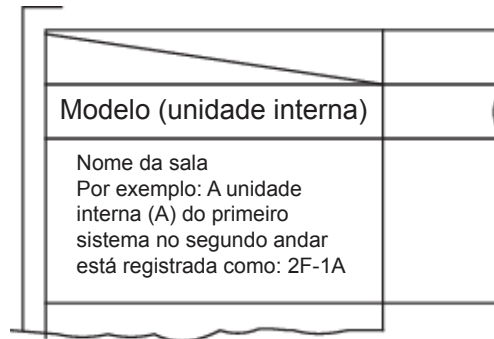 Modelo (unidade interna)
Nome da sala
Por exemplo: A unidade
interna (A) do primeiro
sistema no segundo andar
está registrada como: 2F-1A